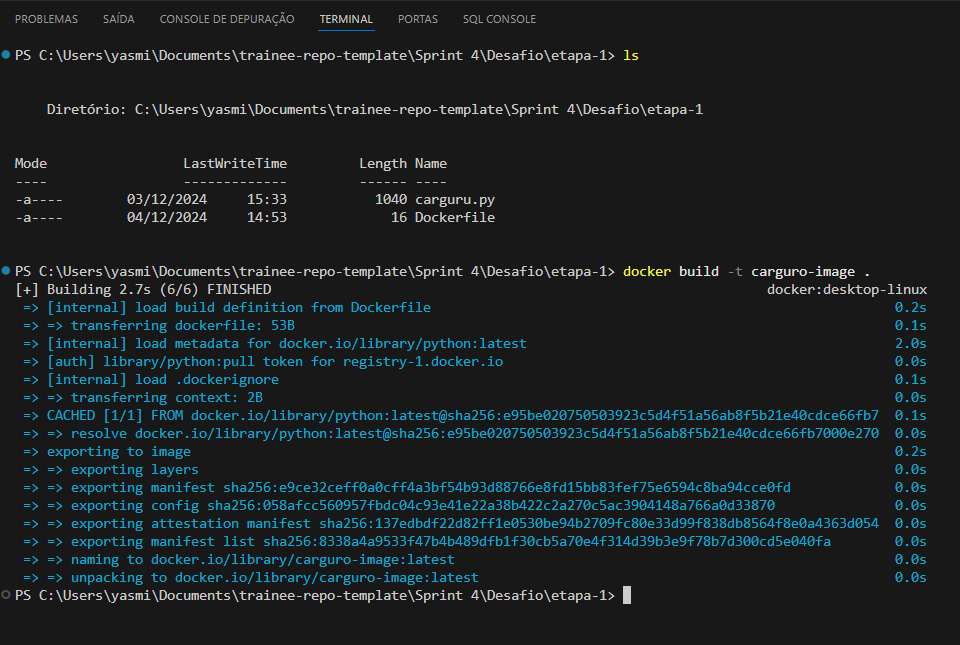 PROBLEMAS SAÍDA CONSOLE DE DEPURAÇÃO TERMINAL PORTAS SQL CONSOLE
PS C:\Users\yasmi\Documents\trainee-repo-template\Sprint 4\Desafio\etapa-1> ls
Diretório: C:\Users\yasmi\Documents\trainee-repo-template\Sprint 4\Desafio\etapa-1
Mode LastWriteTime Length Name
---- ------------- ------ ----
-a---- 03/12/2024 15:33 1040 carguru.py
-a---- 04/12/2024 14:53 16 Dockerfile
PS C:\Users\yasmi\Documents\trainee-repo-template\Sprint 4\Desafio\etapa-1> docker build -t carguro-image .
[+] Building 2.7s (6/6) FINISHED docker:desktop-linux
=> [internal] load build definition from Dockerfile 0.2s
=> => transferring dockerfile: 53B 0.1s
=> [internal] load metadata for docker.io/library/python:latest 2.0s
=> [auth] library/python:pull token for registry-1.docker.io 0.0s
=> [internal] load .dockerignore 0.1s
=> => transferring context: 2B 0.0s
=> CACHED [1/1] FROM docker.io/library/python:latest@sha256:e95be020750503923c5d4f51a56ab8f5b21e40cdce66fb7 0.1s
=> => resolve docker.io/library/python:latest@sha256:e95be020750503923c5d4f51a56ab8f5b21e40cdce66fb7000e270 0.0s
=> exporting to image 0.2s
=> => exporting layers 0.0s
=> => exporting manifest sha256:e9ce32ceff0a0cff4a3bf54b93d88766e8fd15bb83fef75e6594c8ba94cce0fd 0.0s
=> => exporting config sha256:058afcc560957fbdc04c93e41e22a38b422c2a270c5ac3904148a766a0d33870 0.0s
=> => exporting attestation manifest sha256:137edbdf22d82ff1e0530be94b2709fc80e33d99f838db8564f8e0a4363d054 0.0s
=> => exporting manifest list sha256:8338a4a9533f47b4b489dfb1f30cb5a70e4f314d39b3e9f78b7d300cd5e040fa 0.0s
=> => naming to docker.io/library/carguro-image:latest 0.0s
=> => unpacking to docker.io/library/carguro-image:latest 0.0s
PS C:\Users\yasmi\Documents\trainee-repo-template\Sprint 4\Desafio\etapa-1>